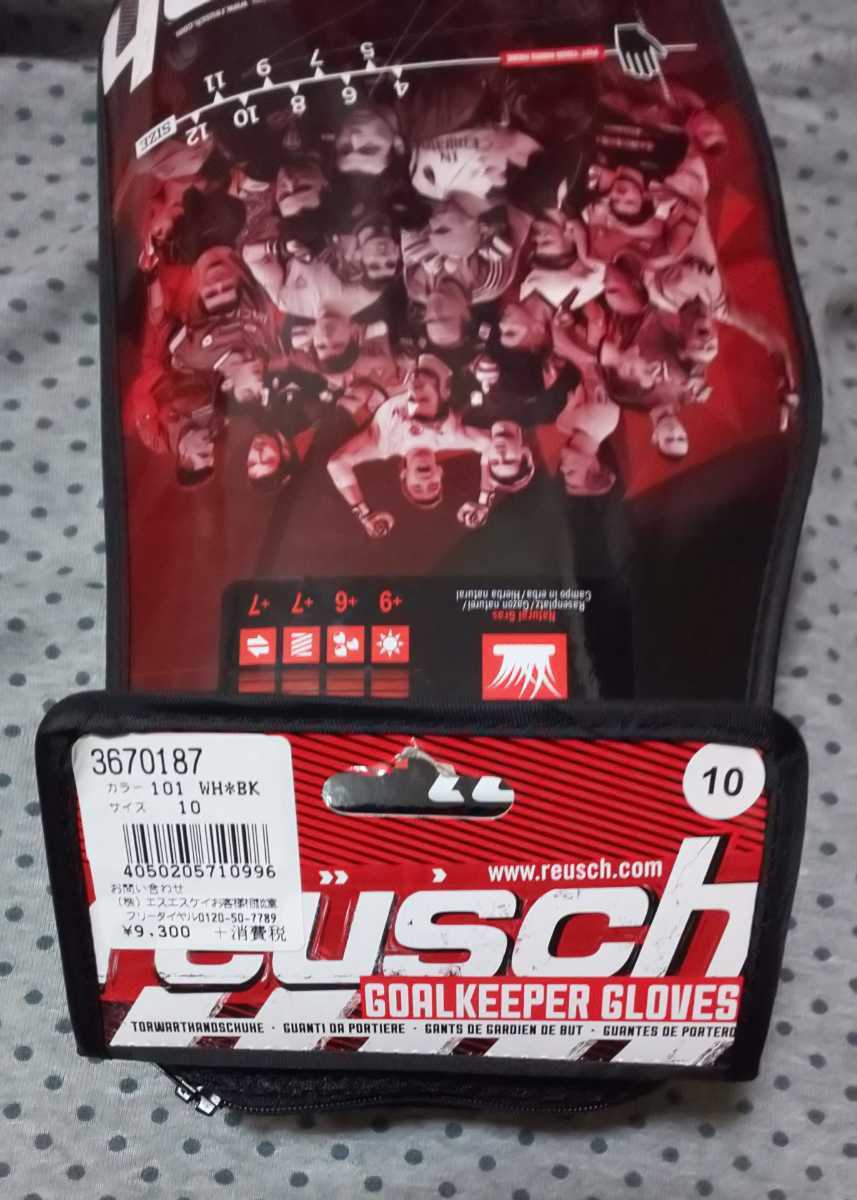 www.reusch.com
SIZE
12 11 10 9 8 7 6 5 4
+7 +7 +6 +6
Natural Gras
Rasenplatz/Gazon naturel/
Campo in erba/Hierba natural
3670187
カラー 101 WH*BK
サイズ 10
4050205710996
お問い合わせ
(株)エスエスケイお客様相談室
フリーダイヤル0120-50-7789
¥9,300 +消費税
10
www.reusch.com
reusch
GOALKEEPER GLOVES
TORWARTHANDSCHUHE · GUANTI DA PORTIERE · GANTS DE GARDIEN DE BUT · GUANTES DE PORTERO